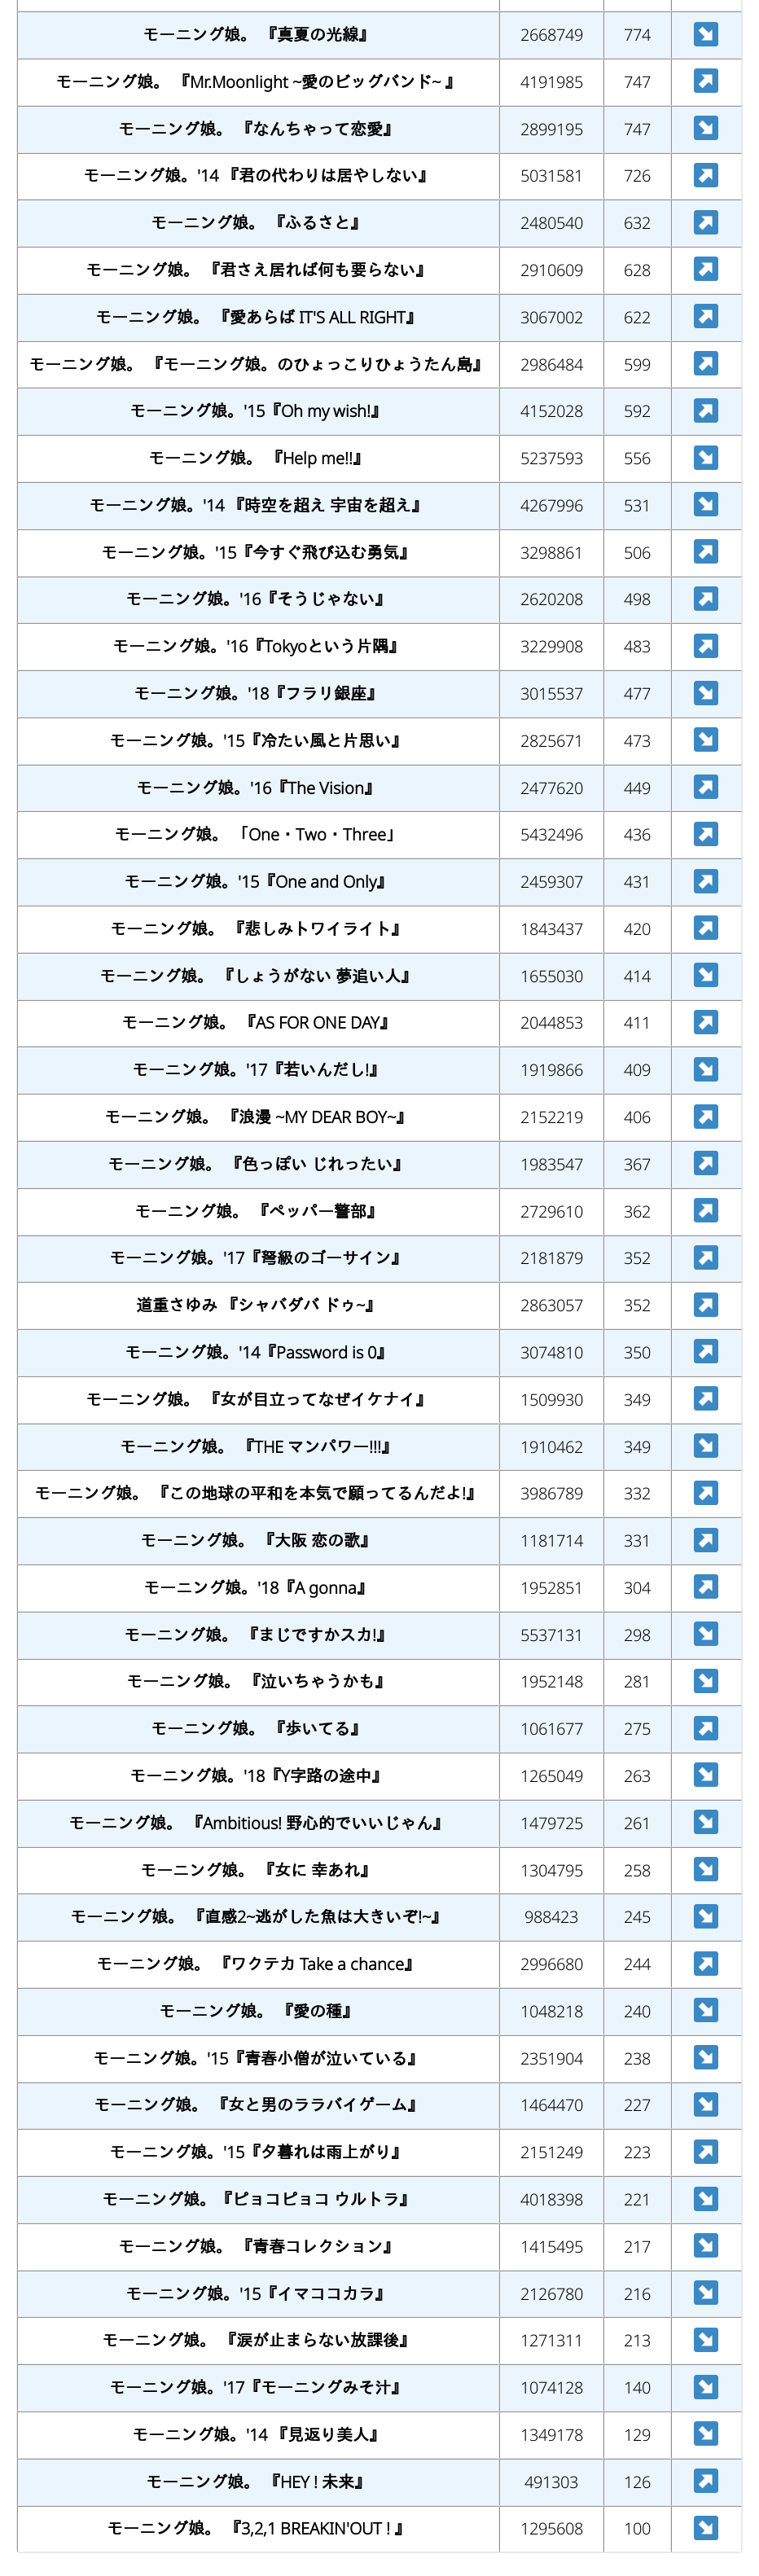 モーニング娘。 『真夏の光線』 2668749 774 ↘
モーニング娘。 『Mr.Moonlight ~愛のビッグバンド~ 』 4191985 747 ↗
モーニング娘。 『なんちゃって恋愛』 2899195 747 ↘
モーニング娘。'14 『君の代わりは居やしない』 5031581 726 ↗
モーニング娘。 『ふるさと』 2480540 632 ↗
モーニング娘。 『君さえ居れば何も要らない』 2910609 628 ↗
モーニング娘。 『愛あらば IT'S ALL RIGHT』 3067002 622 ↗
モーニング娘。 『モーニング娘。のひょっこりひょうたん島』 2986484 599 ↗
モーニング娘。'15『Oh my wish!』 4152028 592 ↗
モーニング娘。 『Help me!!』 5237593 556 ↘
モーニング娘。'14 『時空を超え 宇宙を超え』 4267996 531 ↘
モーニング娘。'15『今すぐ飛び込む勇気』 3298861 506 ↗
モーニング娘。'16『そうじゃない』 2620208 498 ↗
モーニング娘。'16『Tokyoという片隅』 3229908 483 ↗
モーニング娘。'18『フラリ銀座』 3015537 477 ↘
モーニング娘。'15『冷たい風と片思い』 2825671 473 ↘
モーニング娘。'16『The Vision』 2477620 449 ↗
モーニング娘。 「One・Two・Three」 5432496 436 ↗
モーニング娘。'15『One and Only』 2459307 431 ↗
モーニング娘。 『悲しみトワイライト』 1843437 420 ↗
モーニング娘。 『しょうがない 夢追い人』 1655030 414 ↘
モーニング娘。 『AS FOR ONE DAY』 2044853 411 ↗
モーニング娘。'17『若いんだし!』 1919866 409 ↘
モーニング娘。 『浪漫 ~MY DEAR BOY~』 2152219 406 ↗
モーニング娘。 『色っぽい じれったい』 1983547 367 ↗
モーニング娘。 『ペッパー警部』 2729610 362 ↗
モーニング娘。'17『弩級のゴーサイン』 2181879 352 ↗
道重さゆみ 『シャバダバ ドゥ~』 2863057 352 ↗
モーニング娘。'14『Password is 0』 3074810 350 ↗
モーニング娘。 『女が目立ってなぜイケナイ』 1509930 349 ↗
モーニング娘。 『THE マンパワー!!!』 1910462 349 ↘
モーニング娘。 『この地球の平和を本気で願ってるんだよ!』 3986789 332 ↗
モーニング娘。 『大阪 恋の歌』 1181714 331 ↗
モーニング娘。'18『A gonna』 1952851 304 ↗
モーニング娘。 『まじですかスカ!』 5537131 298 ↘
モーニング娘。 『泣いちゃうかも』 1952148 281 ↘
モーニング娘。 『歩いてる』 1061677 275 ↗
モーニング娘。'18『Y字路の途中』 1265049 263 ↘
モーニング娘。 『Ambitious! 野心的でいいじゃん』 1479725 261 ↘
モーニング娘。 『女に 幸あれ』 1304795 258 ↘
モーニング娘。 『直感2~逃がした魚は大きいぞ!~』 988423 245 ↘
モーニング娘。 『ワクテカ Take a chance』 2996680 244 ↗
モーニング娘。 『愛の種』 1048218 240 ↘
モーニング娘。'15『青春小僧が泣いている』 2351904 238 ↘
モーニング娘。 『女と男のララバイゲーム』 1464470 227 ↘
モーニング娘。'15『夕暮れは雨上がり』 2151249 223 ↗
モーニング娘。『ピョコピョコ ウルトラ』 4018398 221 ↘
モーニング娘。 『青春コレクション』 1415495 217 ↘
モーニング娘。'15『イマココカラ』 2126780 216 ↘
モーニング娘。 『涙が止まらない放課後』 1271311 213 ↘
モーニング娘。'17『モーニングみそ汁』 1074128 140 ↘
モーニング娘。'14 『見返り美人』 1349178 129 ↘
モーニング娘。 『HEY ! 未来』 491303 126 ↗
モーニング娘。 『3,2,1 BREAKIN'OUT ! 』 1295608 100 ↘